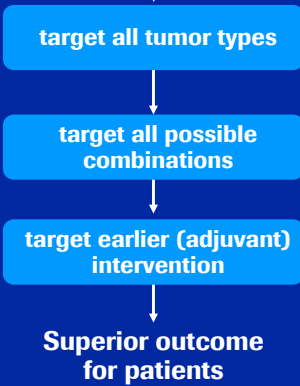 target all tumor types
target all possible
combinations
target earlier (adjuvant)
intervention
Superior outcome
for patients